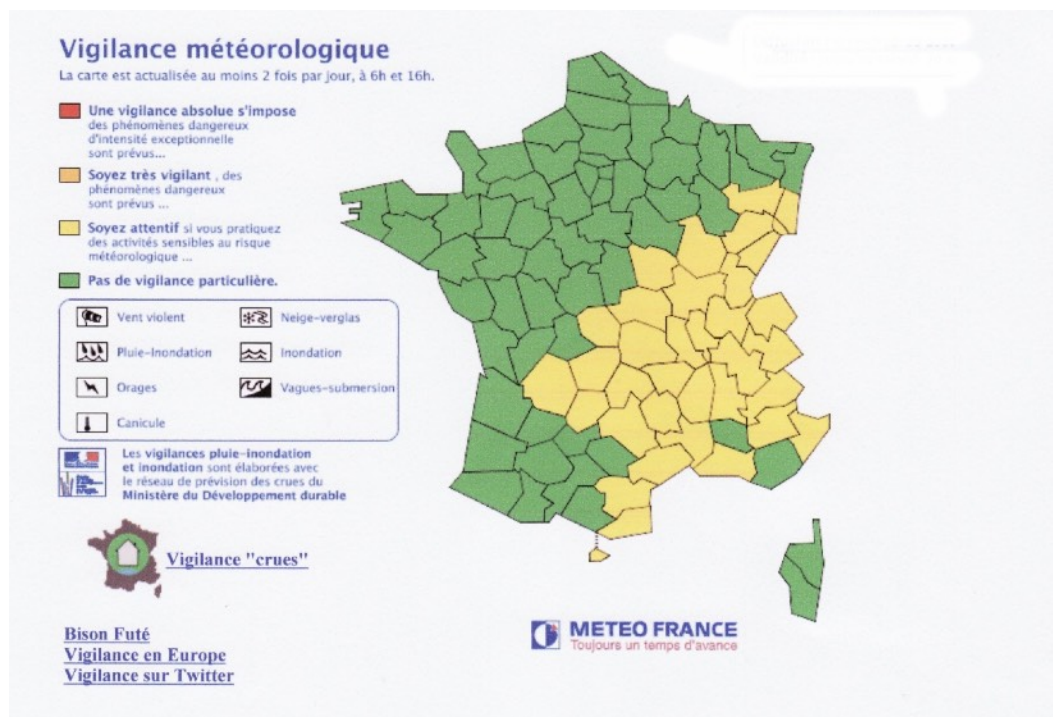 Vigilance météorologique
La carte est actualisée au moins 2 fois par jour, à 6h et 16h.
Une vigilance absolue s'impose
des phénomènes dangereux
d'intensité exceptionnelle
sont prévus...
Soyez très vigilant , des
phénomènes dangereux
sont prévus ...
Soyez attentif si vous pratiquez
des activités sensibles au risque
météorologique ...
Pas de vigilance particulière.
Vent violent
Neige-verglas
Pluie-Inondation
Inondation
Orages
Vagues-submersion
Canicule
Les vigilances pluie-inondation
et inondation sont élaborées avec
le réseau de prévision des crues du
Ministère du Développement durable
Vigilance "crues"
Bison Futé
Vigilance en Europe
Vigilance sur Twitter
METEO FRANCE
Toujours un temps d'avance